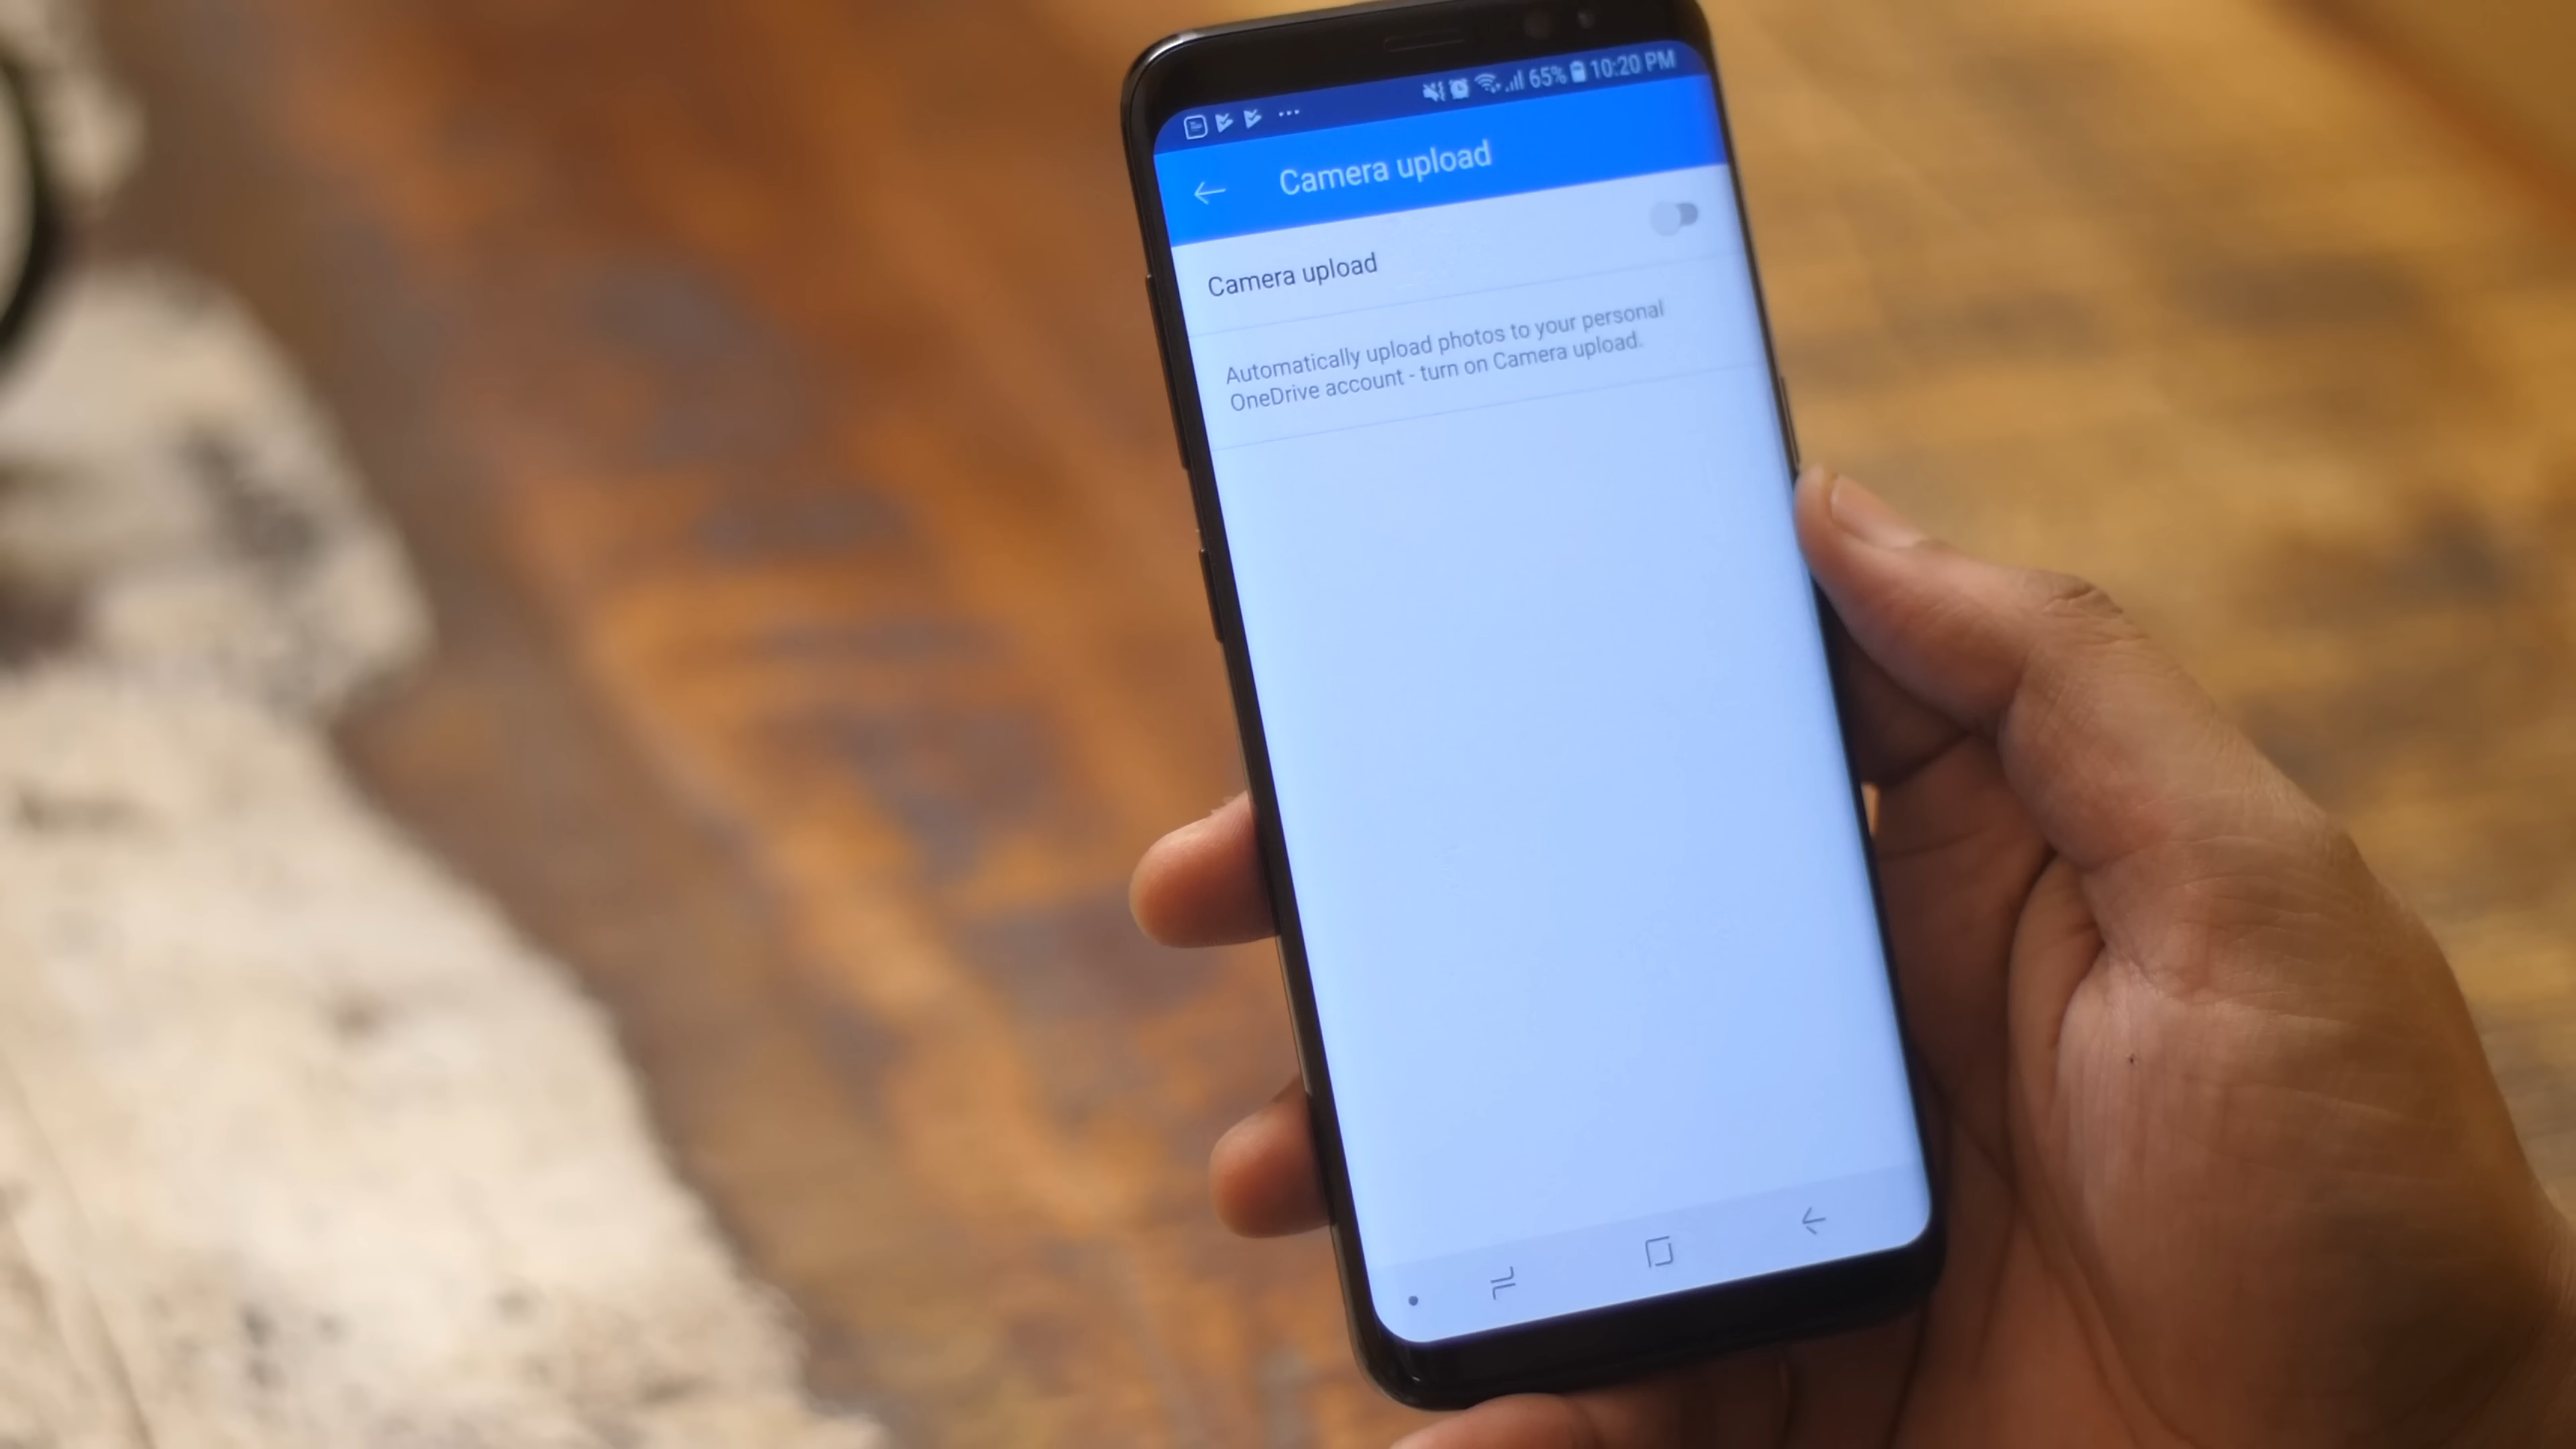 65% 10:20 PM
Camera upload
Camera upload
Automatically upload photos to your personal
OneDrive account - turn on Camera upload.